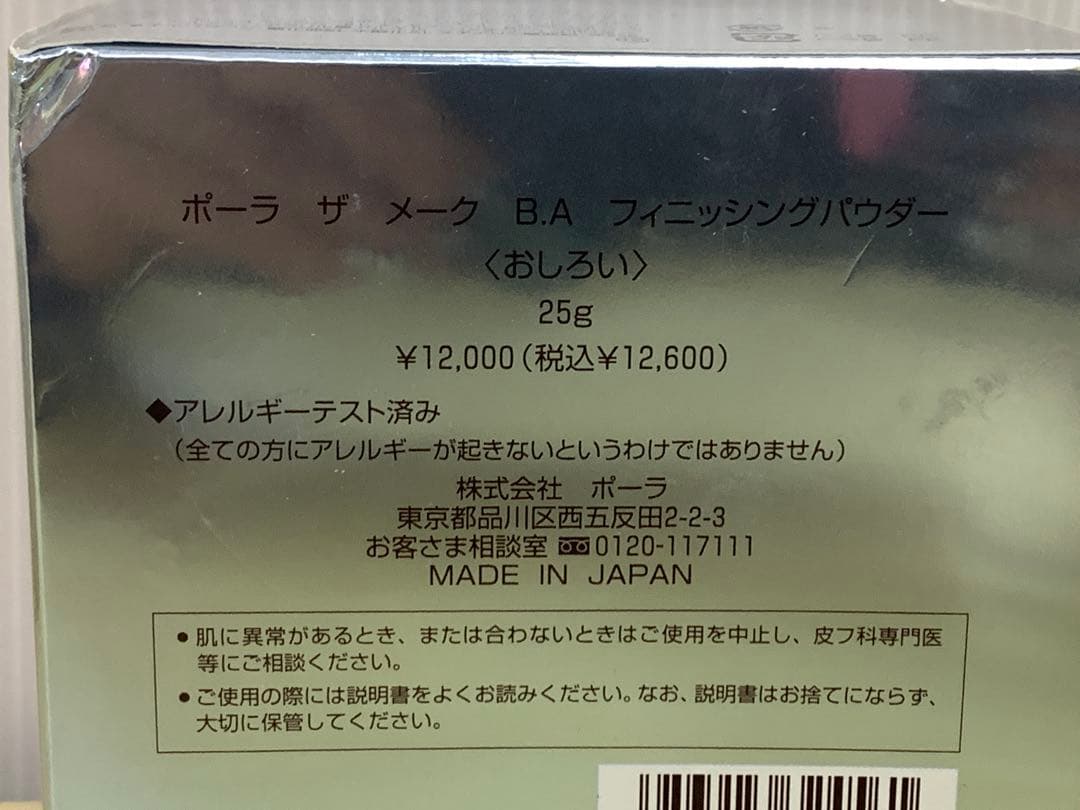 ポーラ ザ メーク B.A フィニッシングパウダー
〈おしろい〉
25g
¥12,000(税込¥12,600)
◆アレルギーテスト済み
(全ての方にアレルギーが起きないというわけではありません)
株式会社 ポーラ
東京都品川区西五反田2-2-3
お客さま相談室 0120-117111
MADE IN JAPAN
●肌に異常があるとき、または合わないときはご使用を中止し、皮フ科専門医
等にご相談ください。
●ご使用の際には説明書をよくお読みください。なお、説明書はお捨てにならず、
大切に保管してください。